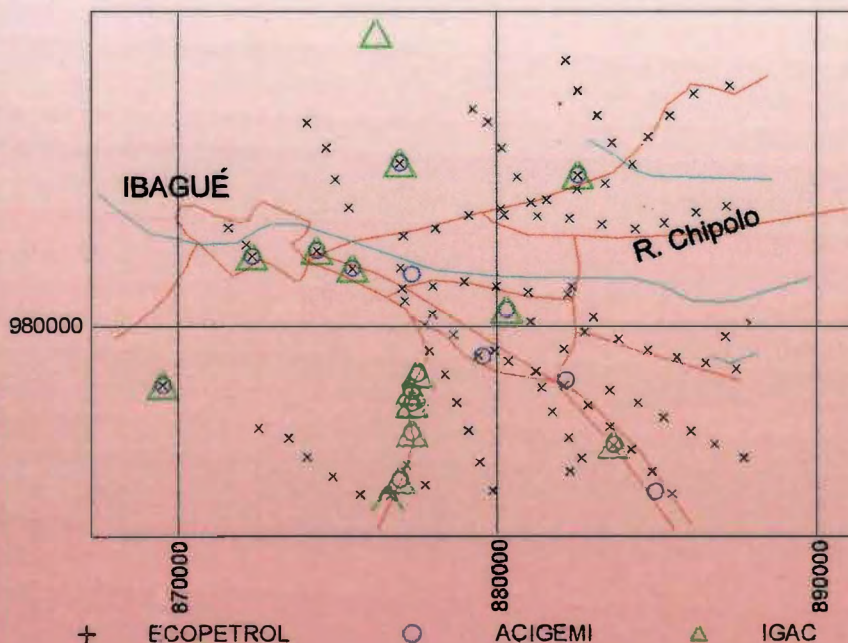 IBAGUÉ
R. Chipolo
980000
870000
880000
890000
ECOPETROL
ACIGEMI
IGAC